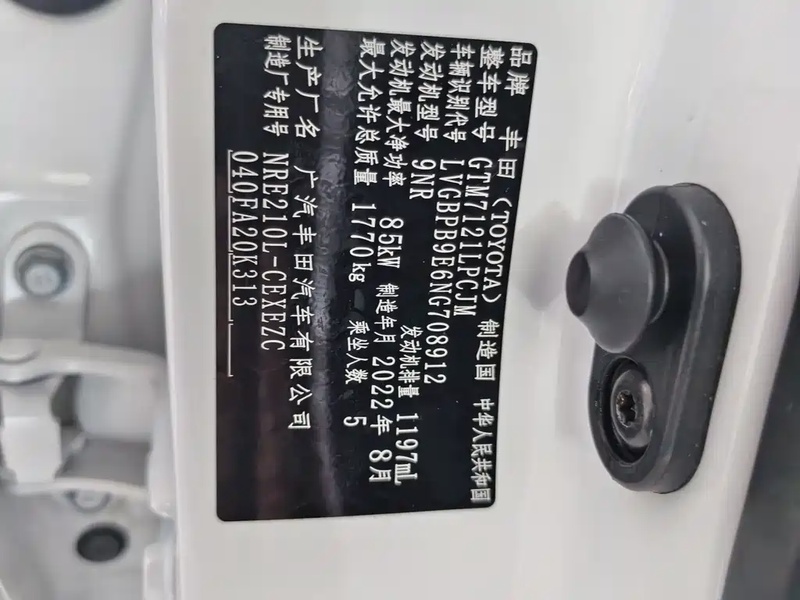 品牌 丰田(TOYOTA) 制造国 中华人民共和国
整车型号 GTM7121LPCJM
车辆识别代号 LVGBPB9E6NG708912
发动机型号 9NR 发动机排量 1197mL
发动机最大净功率 85kW 制造年月 2022年8月
最大允许总质量 1770kg 乘坐人数 5
生产厂名 广汽丰田汽车有限公司
制造厂专用号 NRE210L-CEXEZC
040FA20K313